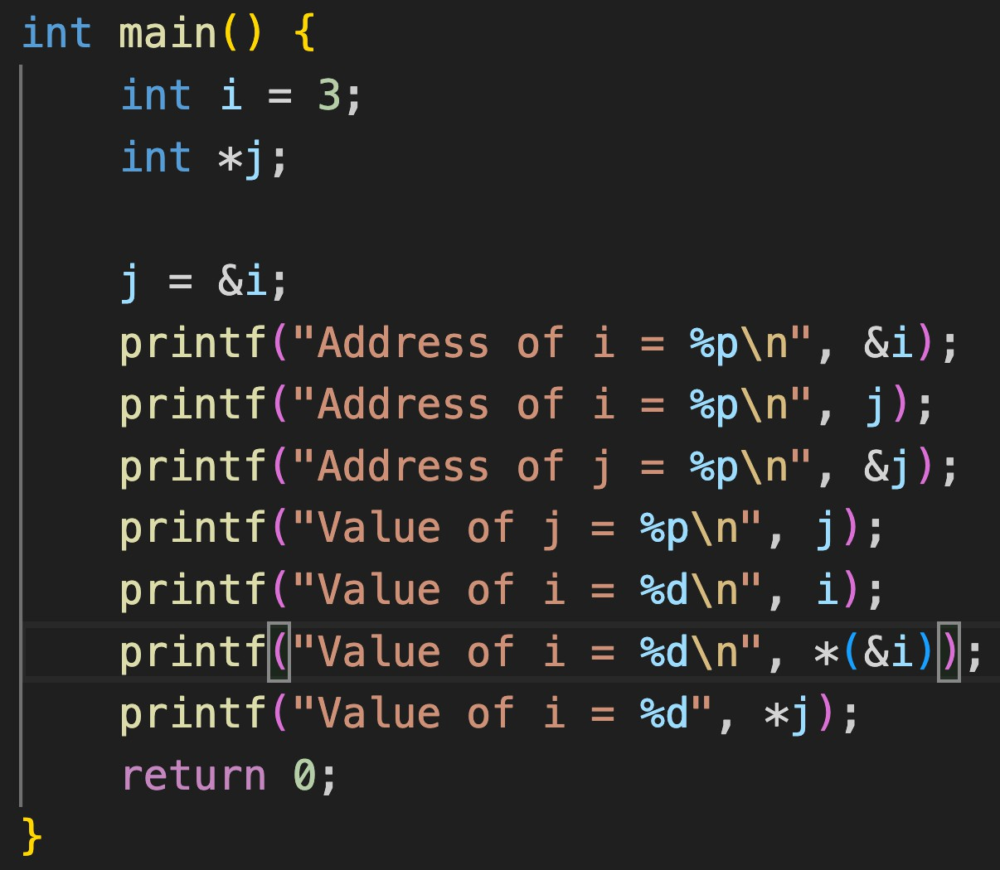 int main() {
    int i = 3;
    int *j;

    j = &i;
    printf("Address of i = %p\n", &i);
    printf("Address of i = %p\n", j);
    printf("Address of j = %p\n", &j);
    printf("Value of j = %p\n", j);
    printf("Value of i = %d\n", i);
    printf("Value of i = %d\n", *(&i));
    printf("Value of i = %d", *j);
    return 0;
}